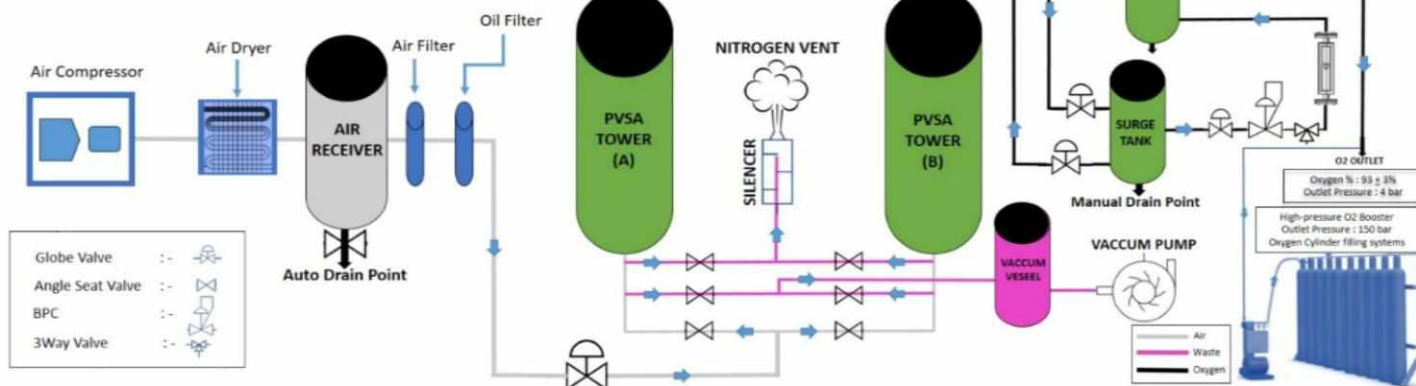 Air Compressor
Air Dryer
AIR
RECEIVER
Air Filter
Oil Filter
Auto Drain Point
PVSA
TOWER
(A)
NITROGEN VENT
SILENCER
PVSA
TOWER
(B)
VACCUM
VESEEL
VACCUM PUMP
SURGE
TANK
Manual Drain Point
O2 OUTLET
Oxygen % : 93 ± 3%
Outlet Pressure : 4 bar
High-pressure O2 Booster
Outlet Pressure : 150 bar
Oxygen Cylinder filling systems
Globe Valve :-
Angle Seat Valve :-
BPC :-
3Way Valve :-
Air
Waste
Oxygen